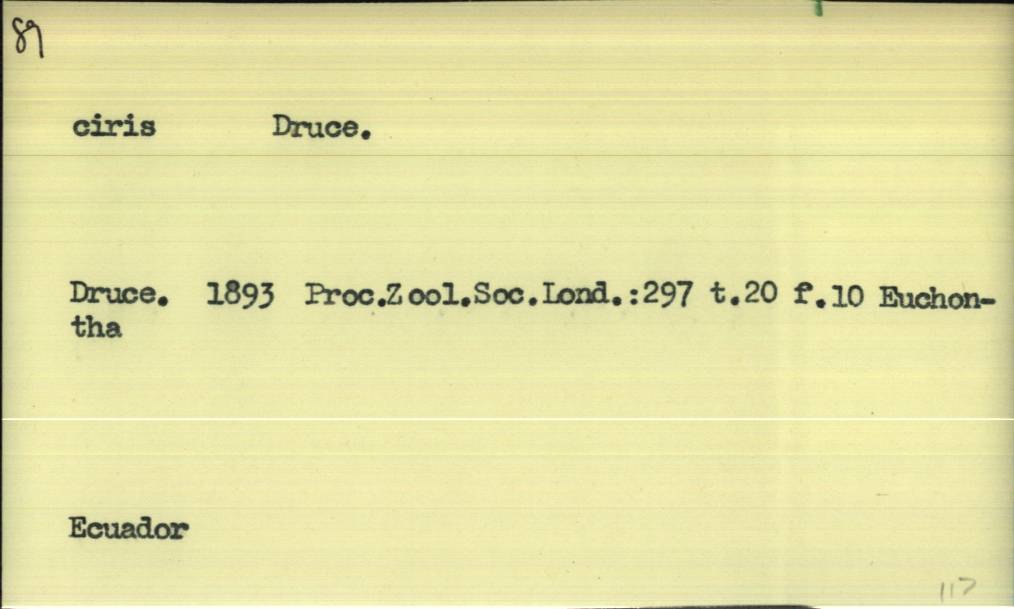 89
ciris Druce.
Druce. 1893 Proc.Zool.Soc.Lond.:297 t.20 f.10 Euchon-
tha
Ecuador
117